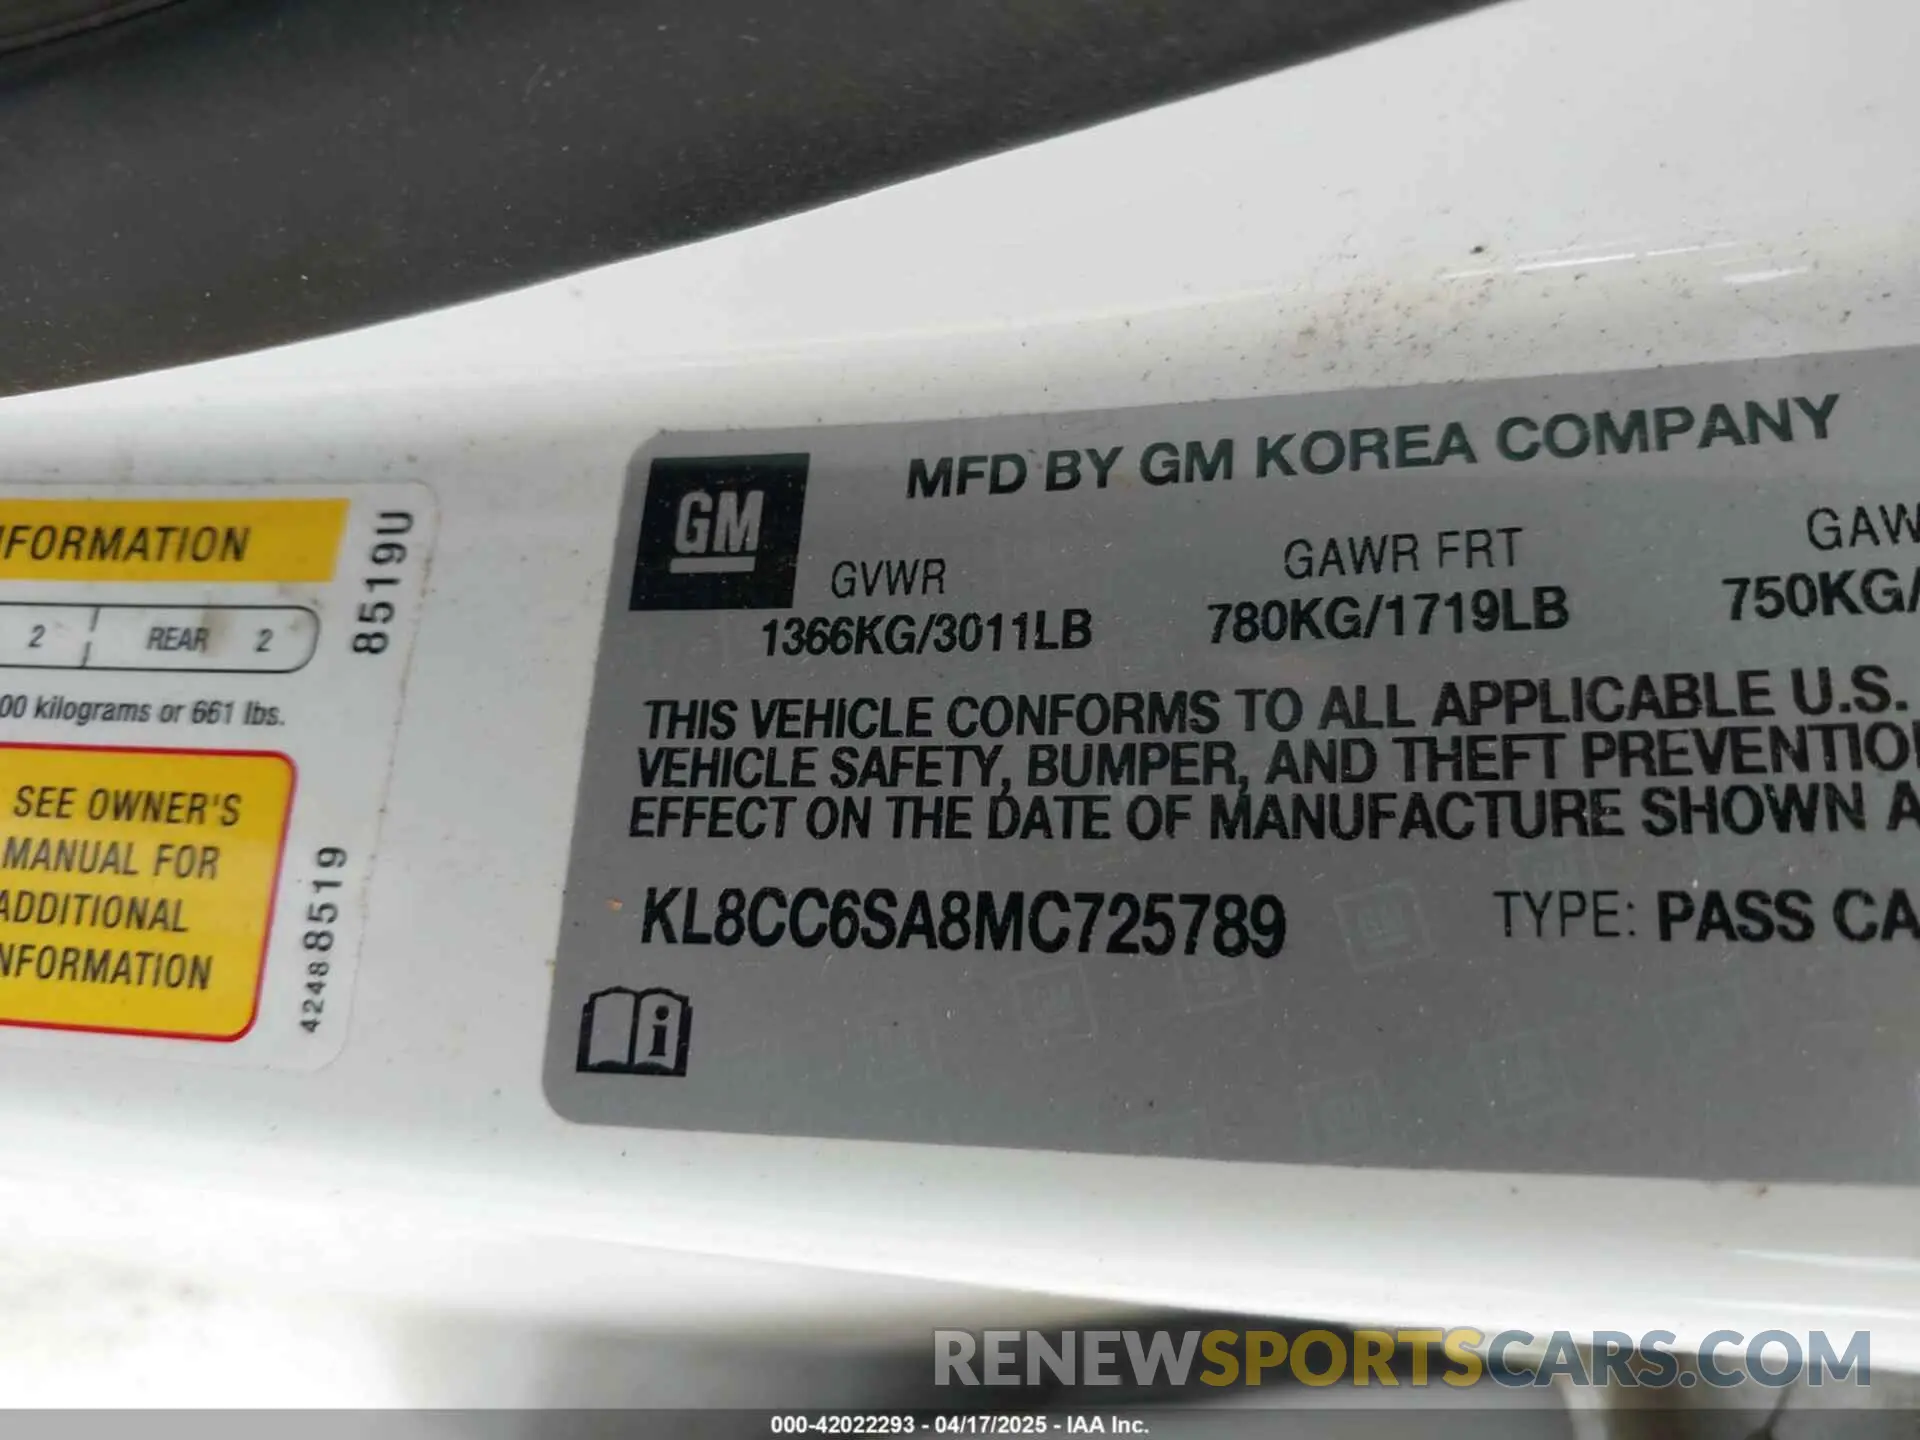 NFORMATION
2 REAR 2
00 kilograms or 661 lbs.
SEE OWNER'S
MANUAL FOR
ADDITIONAL
INFORMATION
8519U
42488519
GM
MFD BY GM KOREA COMPANY
GVWR GAWR FRT GAW
1366KG/3011LB 780KG/1719LB 750KG/
THIS VEHICLE CONFORMS TO ALL APPLICABLE U.S.
VEHICLE SAFETY, BUMPER, AND THEFT PREVENTIO
EFFECT ON THE DATE OF MANUFACTURE SHOWN A
KL8CC6SA8MC725789 TYPE: PASS CA
i
RENEWSPORTSCARS.COM
000-42022293 - 04/17/2025 - IAA Inc.